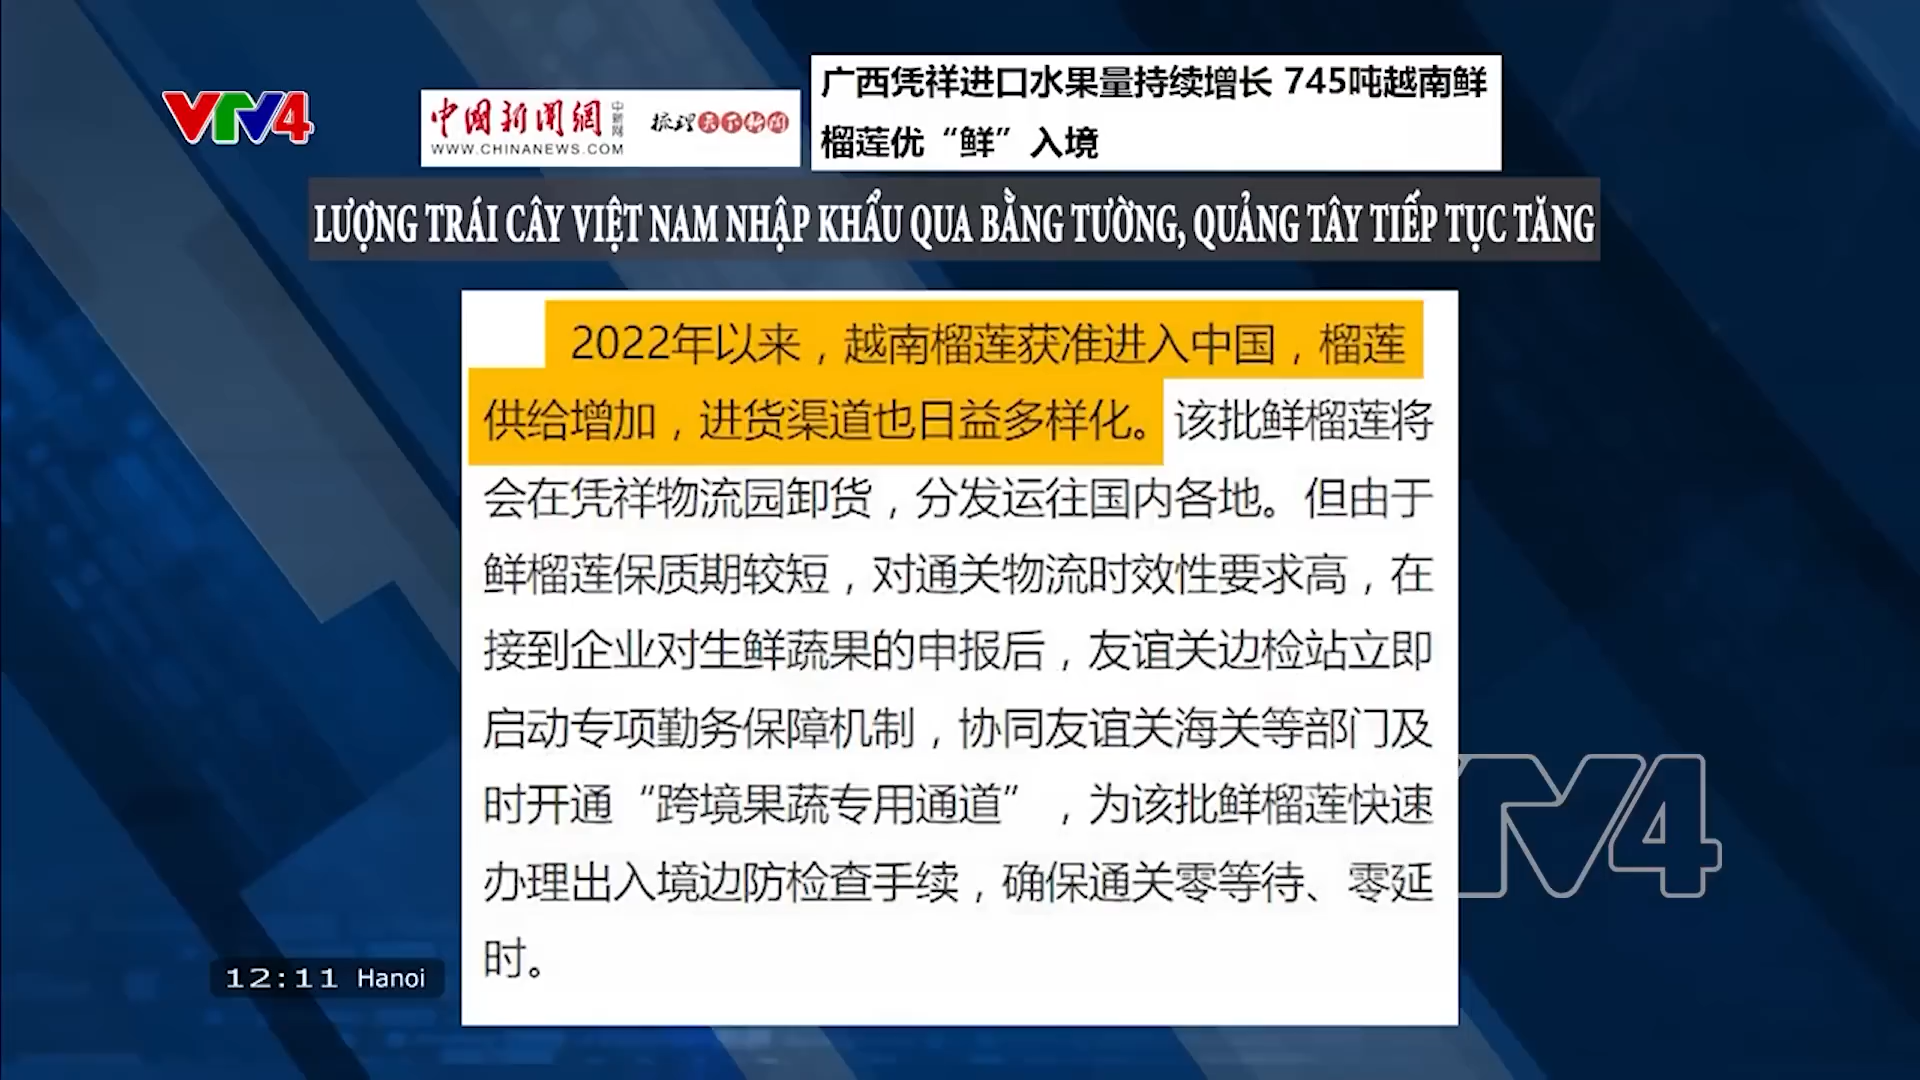 VTV4
中國新聞網
中新网
梳理天下新闻
WWW.CHINANEWS.COM
广西凭祥进口水果量持续增长 745吨越南鲜
榴莲优“鲜”入境
LƯỢNG TRÁI CÂY VIỆT NAM NHẬP KHẨU QUA BẰNG TƯỜNG, QUẢNG TÂY TIẾP TỤC TĂNG
2022年以来，越南榴莲获准进入中国，榴莲
供给增加，进货渠道也日益多样化。该批鲜榴莲将
会在凭祥物流园卸货，分发运往国内各地。但由于
鲜榴莲保质期较短，对通关物流时效性要求高，在
接到企业对生鲜蔬果的申报后，友谊关边检站立即
启动专项勤务保障机制，协同友谊关海关等部门及
时开通“跨境果蔬专用通道”，为该批鲜榴莲快速
办理出入境边防检查手续，确保通关零等待、零延
时。
VTV4
12:11 Hanoi